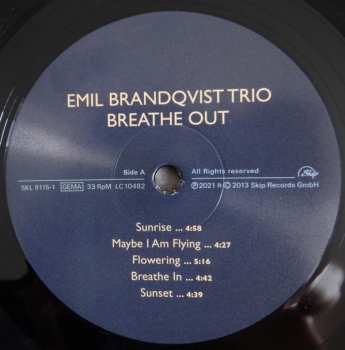 EMIL BRANDQVIST TRIO
BREATHE OUT
Side A
All Rights reserved
Skip
SKL 9115-1 GEMA 33 RpM LC 10482
℗ 2021 & © 2013 Skip Records GmbH
Sunrise ... 4:58
Maybe I Am Flying ... 4:27
Flowering ... 5:16
Breathe In ... 4:42
Sunset ... 4:39